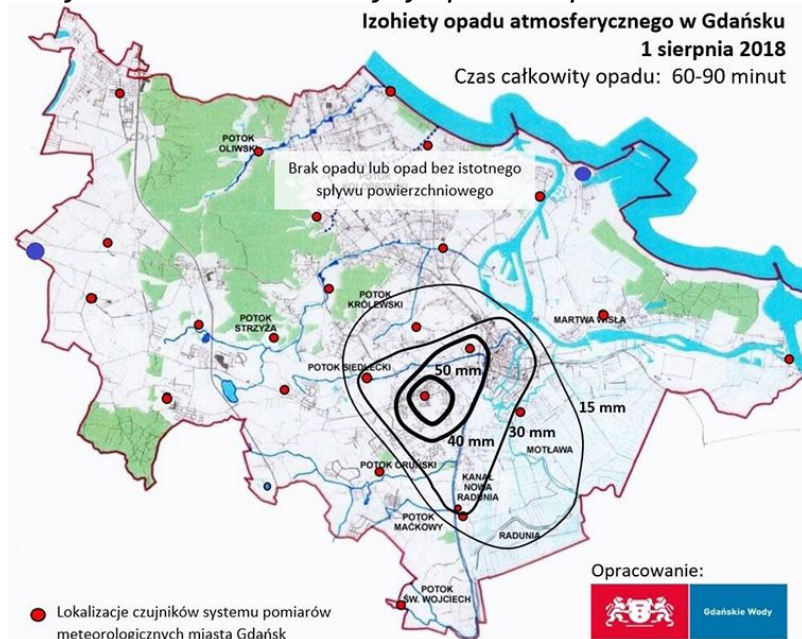 Izohiety opadu atmosferycznego w Gdańsku
1 sierpnia 2018
Czas całkowity opadu: 60-90 minut
POTOK
OLIWSKI
Brak opadu lub opad bez istotnego
spływu powierzchniowego
POTOK
KRÓLEWSKI
POTOK
STRZYŻA
MARTWA WISŁA
POTOK SIEDLECKI
50 mm
15 mm
40 mm
30 mm
MOTŁAWA
POTOK ORUŃSKI
KANAŁ
NOWA
RADUNIA
POTOK
MAĆKOWY
RADUNIA
POTOK
ŚW. WOJCIECH
Opracowanie:
Gdańskie Wody
Lokalizacje czujników systemu pomiarów
meteorologicznych miasta Gdańsk